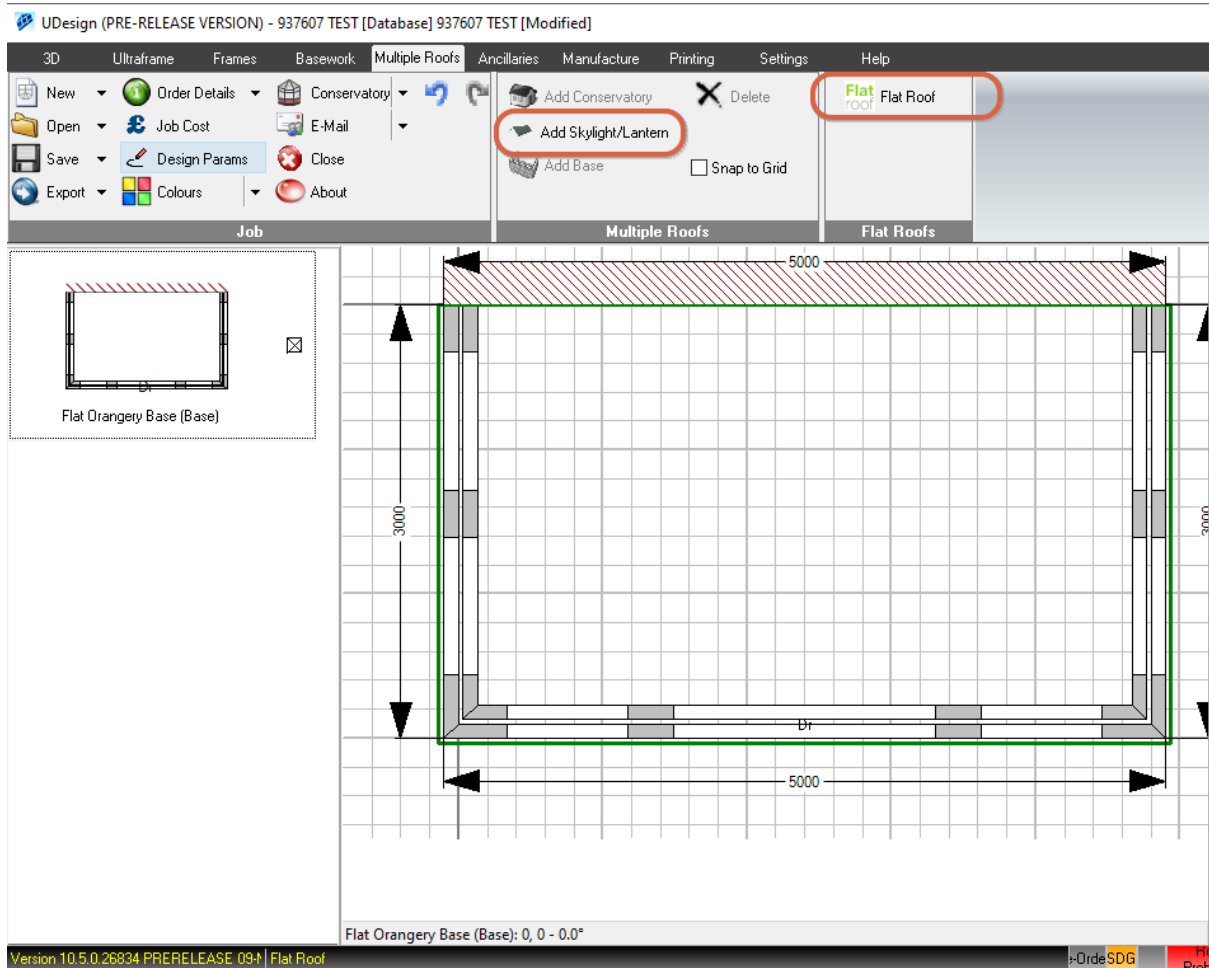 UDesign (PRE-RELEASE VERSION) - 937607 TEST [Database] 937607 TEST [Modified]
3D Ultraframe Frames Basework Multiple Roofs Ancillaries Manufacture Printing Settings Help
New Order Details Conservatory Add Conservatory Delete Flat roof Flat Roof
Open Job Cost E-Mail Add Skylight/Lantern
Save Design Params Close Add Base Snap to Grid
Export Colours About
Job Multiple Roofs Flat Roofs
5000
Dr
Flat Orangery Base (Base)
3000
3000
Dr
5000
Flat Orangery Base (Base): 0, 0 - 0.0°
Version 10.5.0.26834 PRERELEASE 09-N Flat Roof e-Orde SDG